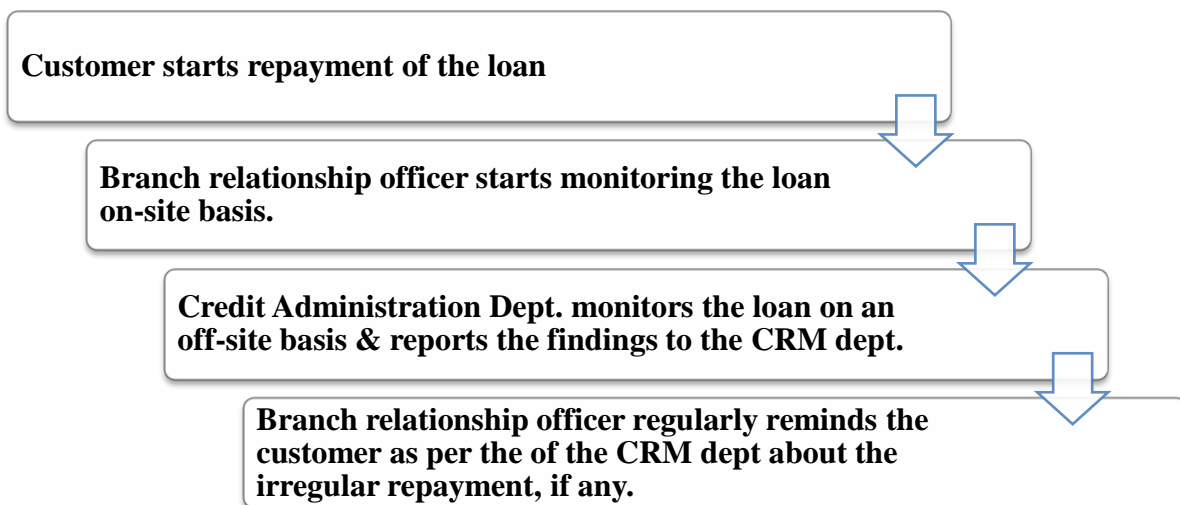 Customer starts repayment of the loan
Branch relationship officer starts monitoring the loan
on-site basis.
Credit Administration Dept. monitors the loan on an
off-site basis & reports the findings to the CRM dept.
Branch relationship officer regularly reminds the
customer as per the of the CRM dept about the
irregular repayment, if any.